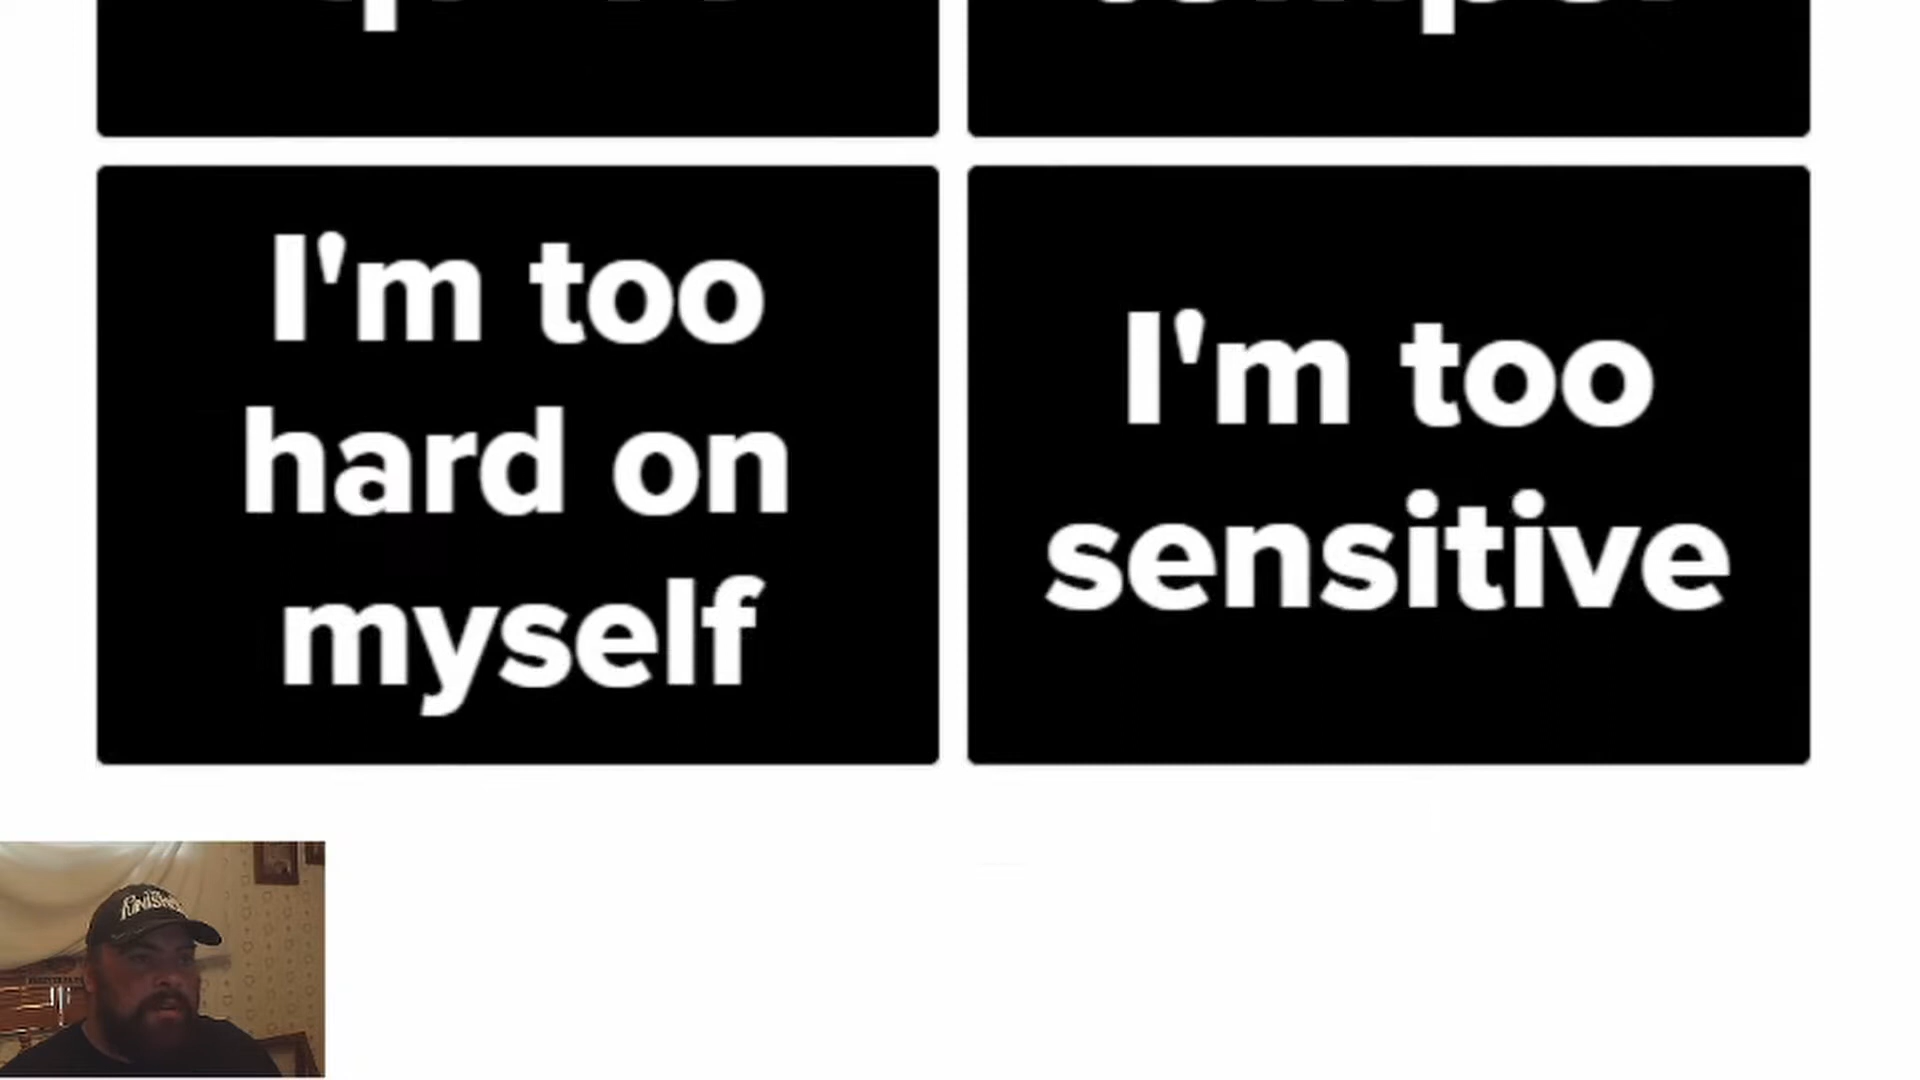 I'm too
hard on
myself
I'm too
sensitive